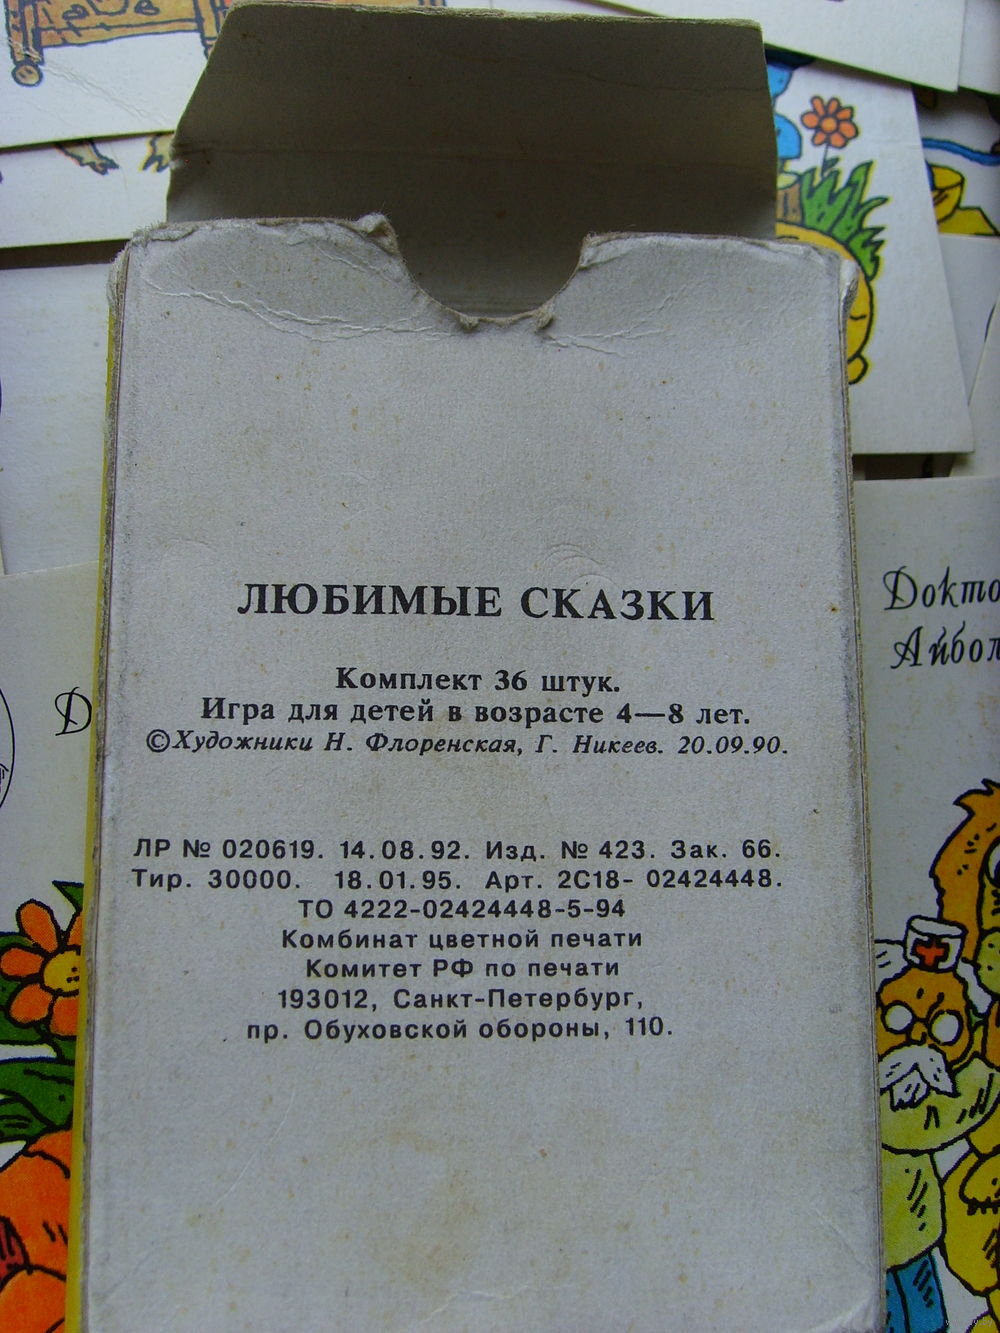 ЛЮБИМЫЕ СКАЗКИ
Комплект 36 штук.
Игра для детей в возрасте 4—8 лет.
©Художники Н. Флоренская, Г. Никеев. 20.09.90.
ЛР № 020619. 14.08.92. Изд. № 423. Зак. 66.
Тир. 30000. 18.01.95. Арт. 2С18- 02424448.
ТО 4222-02424448-5-94
Комбинат цветной печати
Комитет РФ по печати
193012, Санкт-Петербург,
пр. Обуховской обороны, 110.
Докто
Айбол
Д